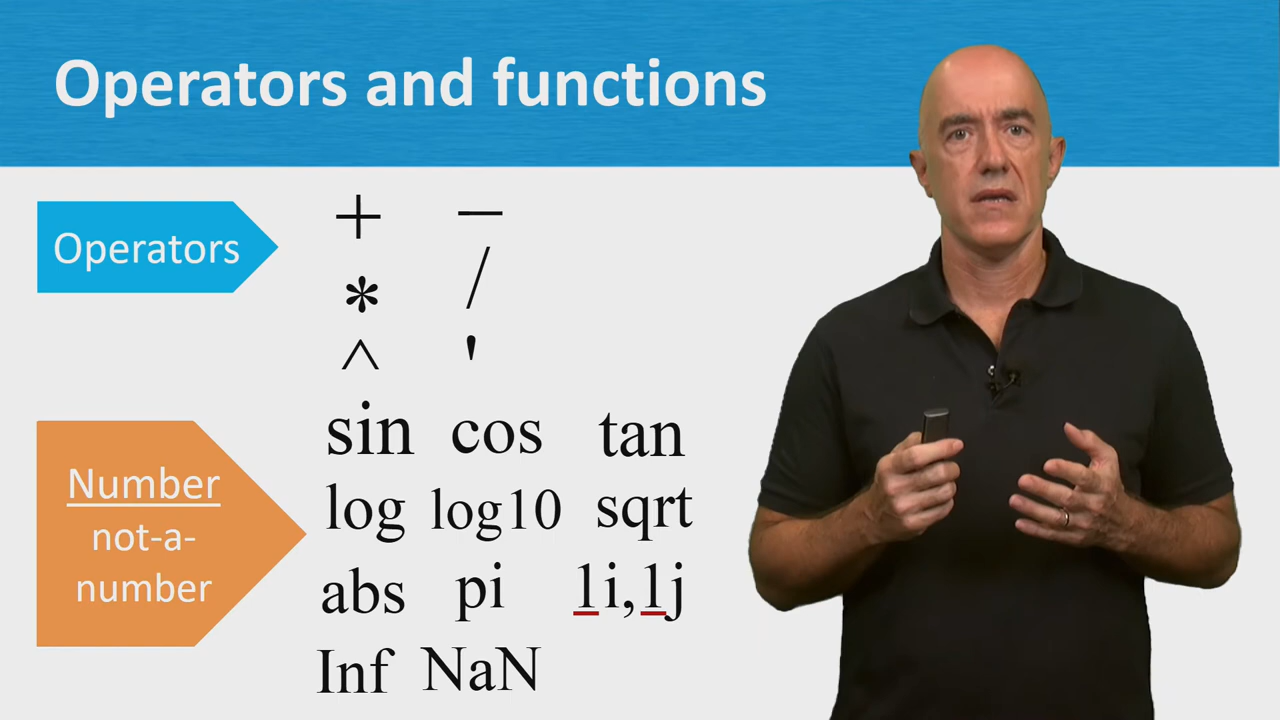 Operators and functions
Operators
+ −
* /
^ '
Number
not-a-
number
sin cos tan
log log10 sqrt
abs pi 1i,1j
Inf NaN